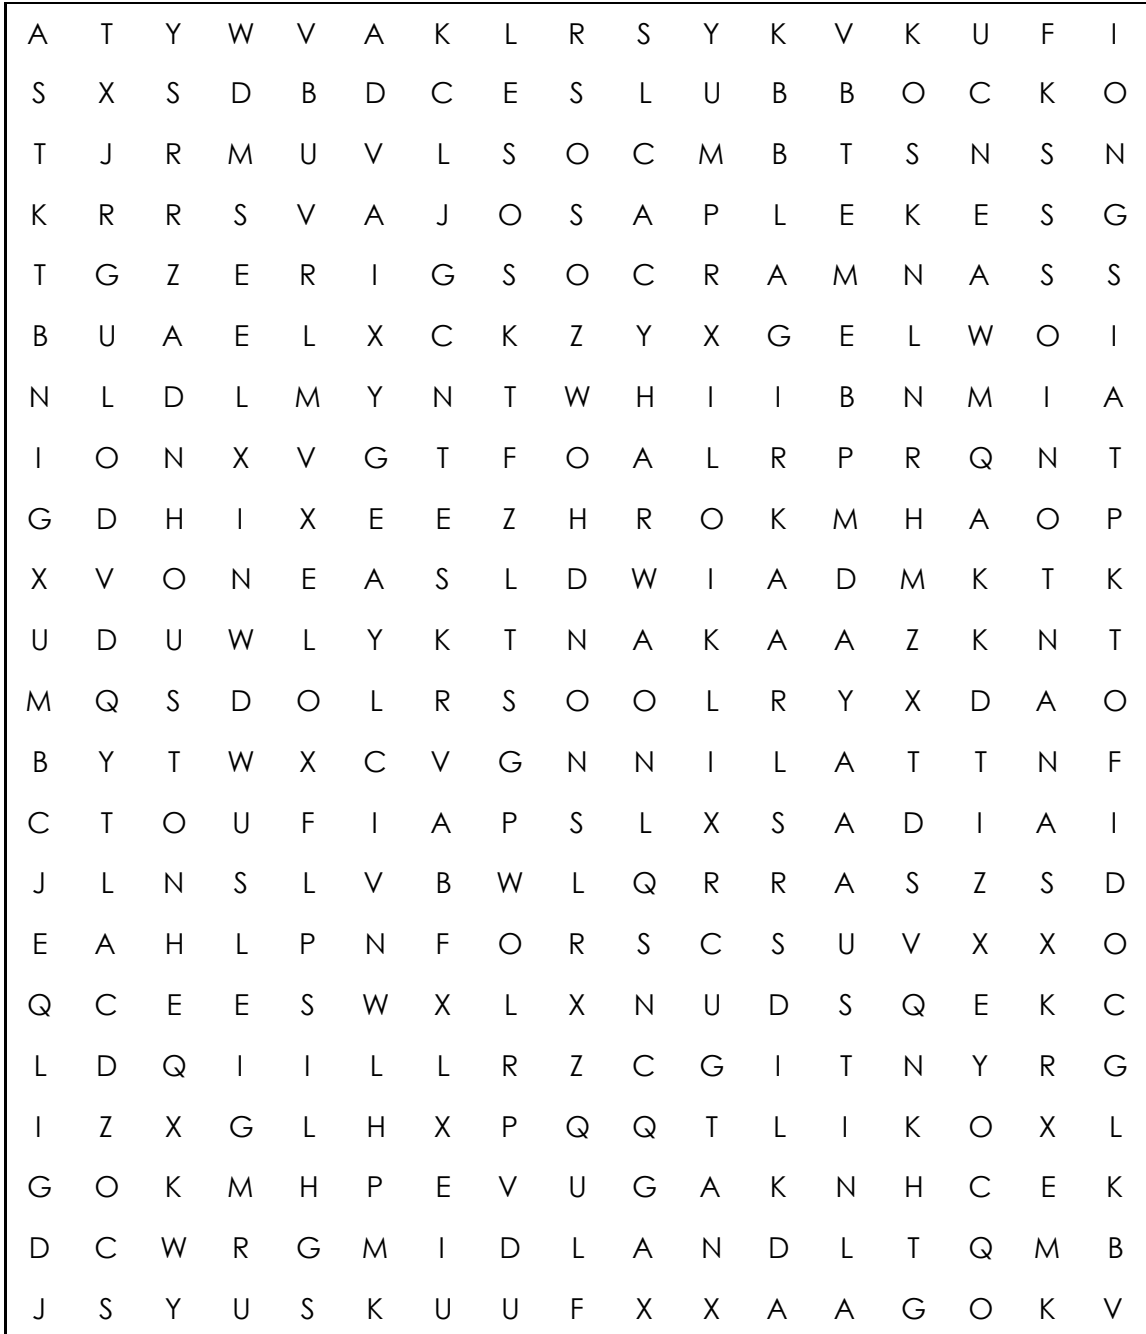 A T Y W V A K L R S Y K V K U F I
S X S D B D C E S L U B B O C K O
T J R M U V L S O C M B T S N S N
K R R S V A J O S A P L E K E S G
T G Z E R I G S O C R A M N A S S
B U A E L X C K Z Y X G E L W O I
N L D L M Y N T W H I I B N M I A
I O N X V G T F O A L R P R Q N T
G D H I X E E Z H R O K M H A O P
X V O N E A S L D W I A D M K T K
U D U W L Y K T N A K A A Z K N T
M Q S D O L R S O O L R Y X D A O
B Y T W X C V G N N I L A T T N F
C T O U F I A P S L X S A D I A I
J L N S L V B W L Q R R A S Z S D
E A H L P N F O R S C S U V X X O
Q C E E S W X L X N U D S Q E K C
L D Q I I L L R Z C G I T N Y R G
I Z X G L H X P Q Q T L I K O X L
G O K M H P E V U G A K N H C E K
D C W R G M I D L A N D L T Q M B
J S Y U S K U U F X X A A G O K V